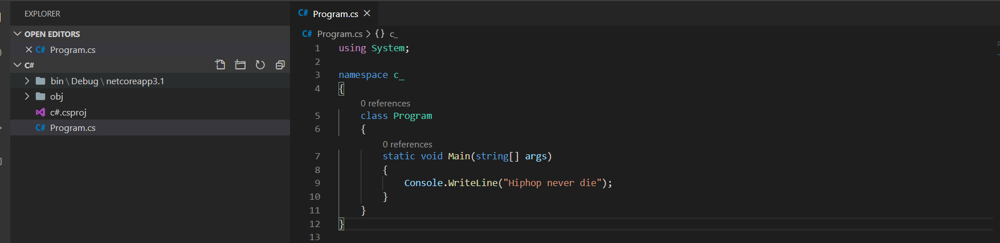 EXPLORER
OPEN EDITORS
C# Program.cs
C#
bin\Debug\netcoreapp3.1
obj
c#.csproj
C# Program.cs
C# Program.cs
C# Program.cs > {} c_
1 using System;
2
3 namespace c_
4 {
0 references
5 class Program
6 {
0 references
7 static void Main(string[] args)
8 {
9 Console.WriteLine("Hiphop never die");
10 }
11 }
12 }
13